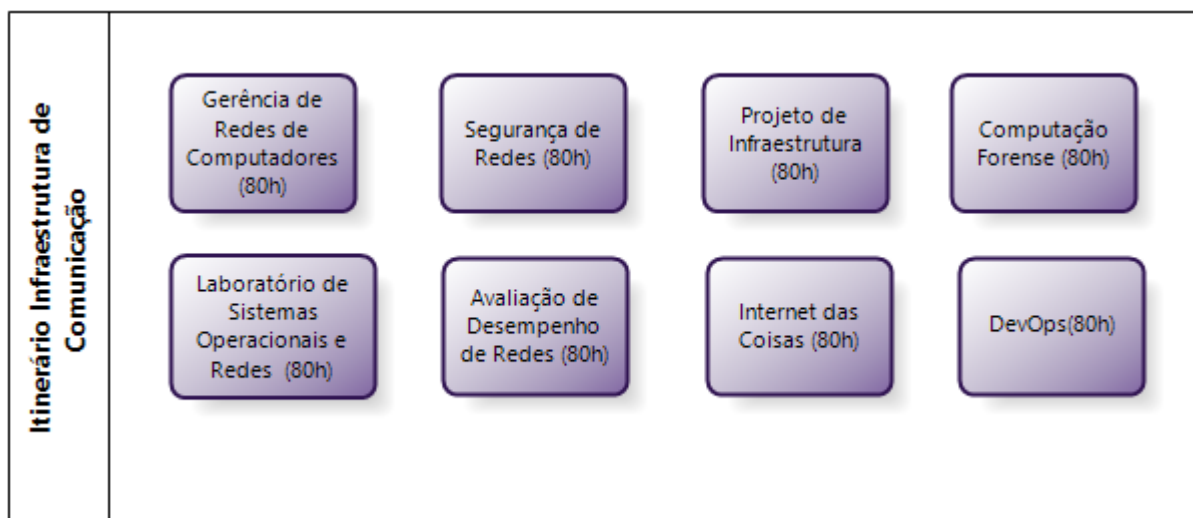 Itinerário Infraestrutura de
Comunicação
Gerência de
Redes de
Computadores
(80h)
Segurança de
Redes (80h)
Projeto de
Infraestrutura
(80h)
Computação
Forense (80h)
Laboratório de
Sistemas
Operacionais e
Redes  (80h)
Avaliação de
Desempenho
de Redes (80h)
Internet das
Coisas (80h)
DevOps(80h)